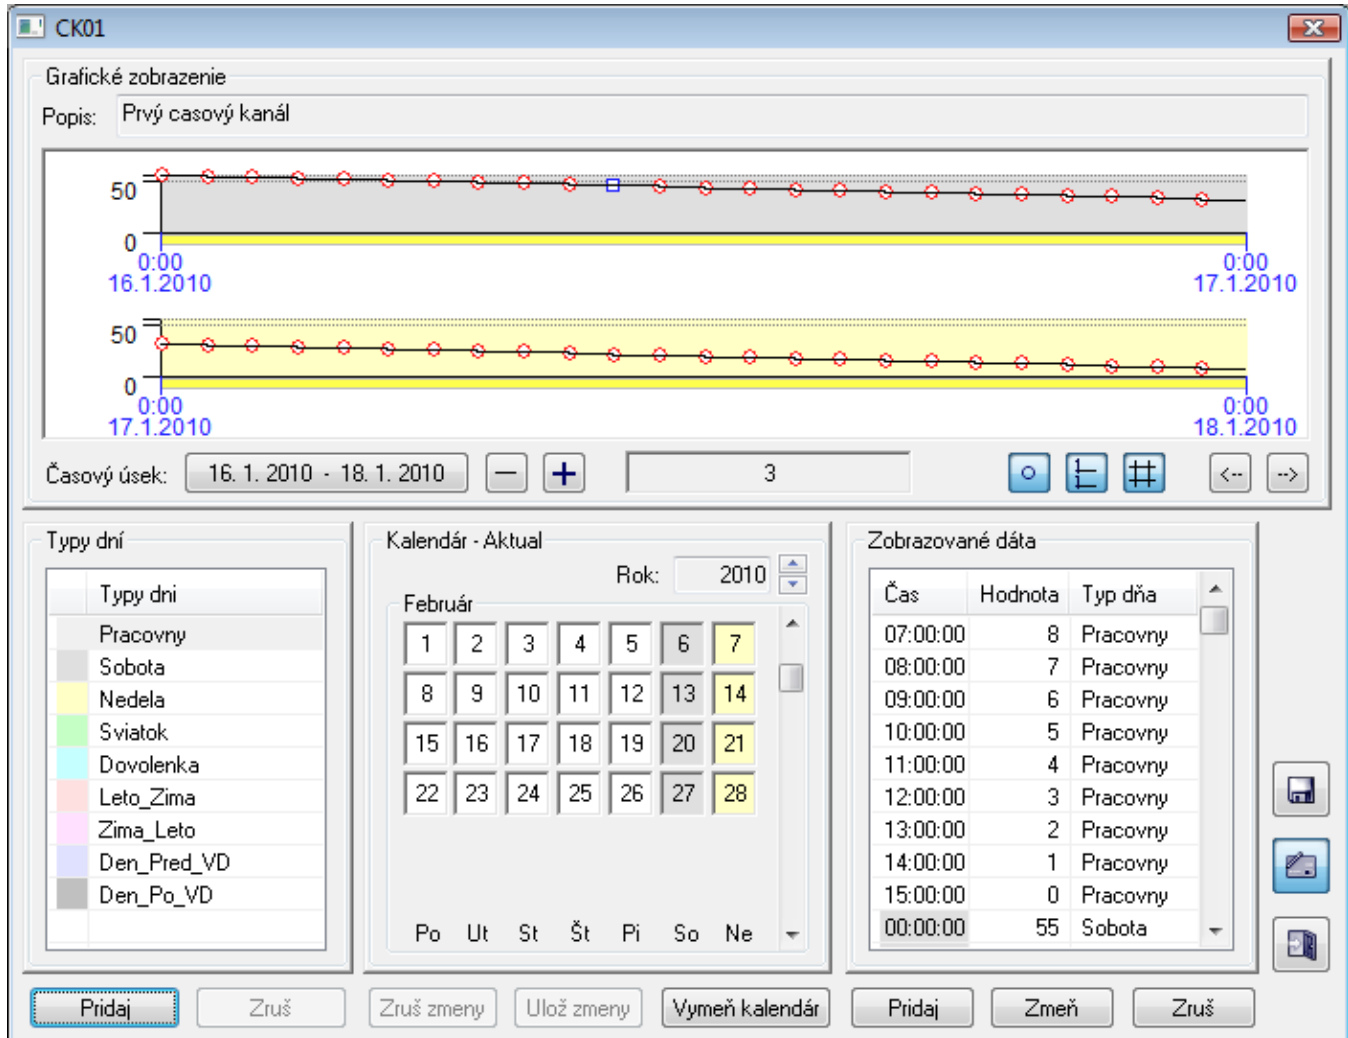 CK01
Grafické zobrazenie
Popis: Prvý casový kanál
50
0
0:00 0:00
16.1.2010 17.1.2010
50
0
0:00 0:00
17.1.2010 18.1.2010
Časový úsek: 16. 1. 2010 - 18. 1. 2010 — + 3 <-- -->
Typy dní
Typy dni
Pracovny
Sobota
Nedela
Sviatok
Dovolenka
Leto_Zima
Zima_Leto
Den_Pred_VD
Den_Po_VD
Kalendár - Aktual
Rok: 2010
Február
1 2 3 4 5 6 7
8 9 10 11 12 13 14
15 16 17 18 19 20 21
22 23 24 25 26 27 28
Po Ut St Št Pi So Ne
Zobrazované dáta
Čas Hodnota Typ dňa
07:00:00 8 Pracovny
08:00:00 7 Pracovny
09:00:00 6 Pracovny
10:00:00 5 Pracovny
11:00:00 4 Pracovny
12:00:00 3 Pracovny
13:00:00 2 Pracovny
14:00:00 1 Pracovny
15:00:00 0 Pracovny
00:00:00 55 Sobota
Pridaj Zruš Zruš zmeny Ulož zmeny Vymeň kalendár Pridaj Zmeň Zruš